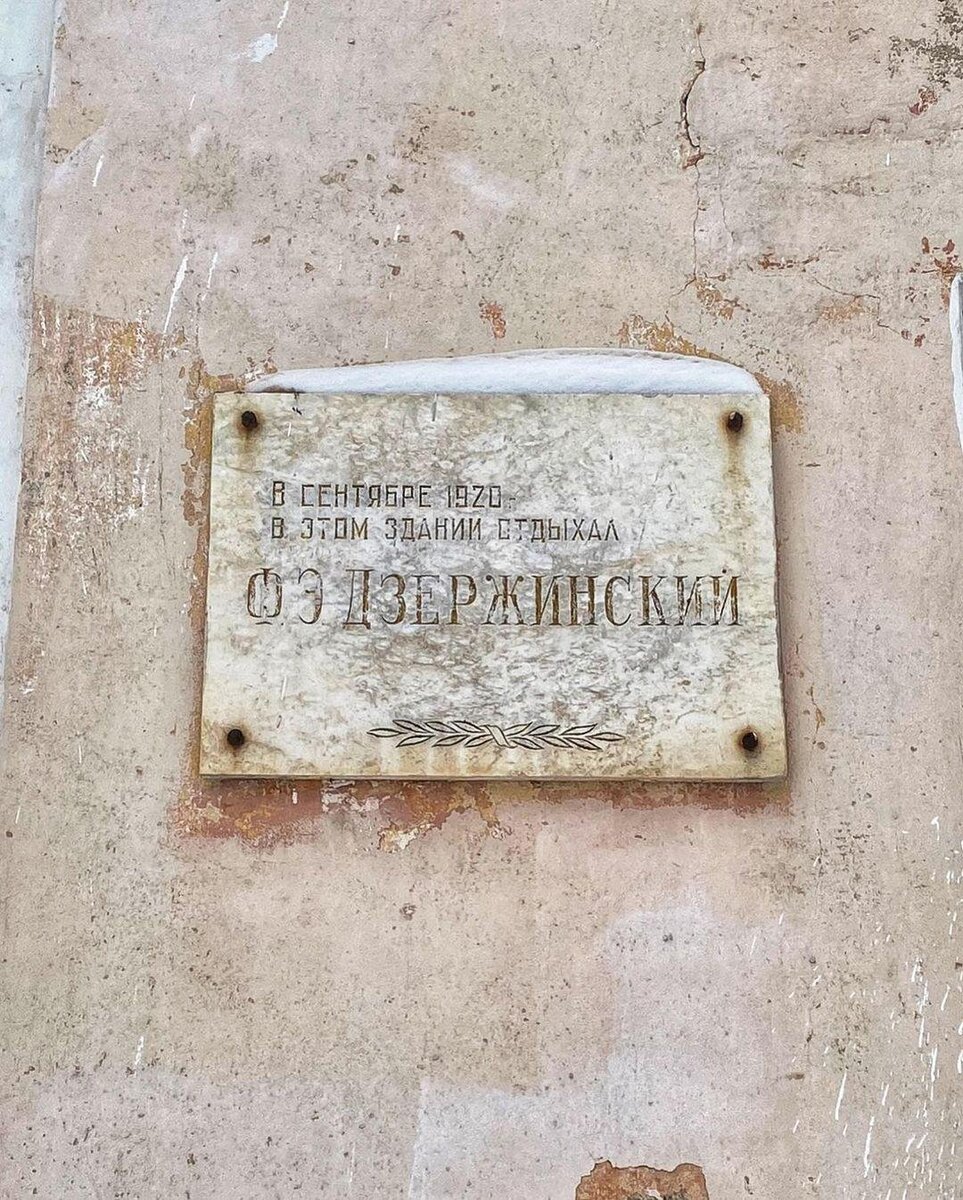 В СЕНТЯБРЕ 1920 г.
В ЭТОМ ЗДАНИИ ОТДЫХАЛ
Ф.Э ДЗЕРЖИНСКИЙ